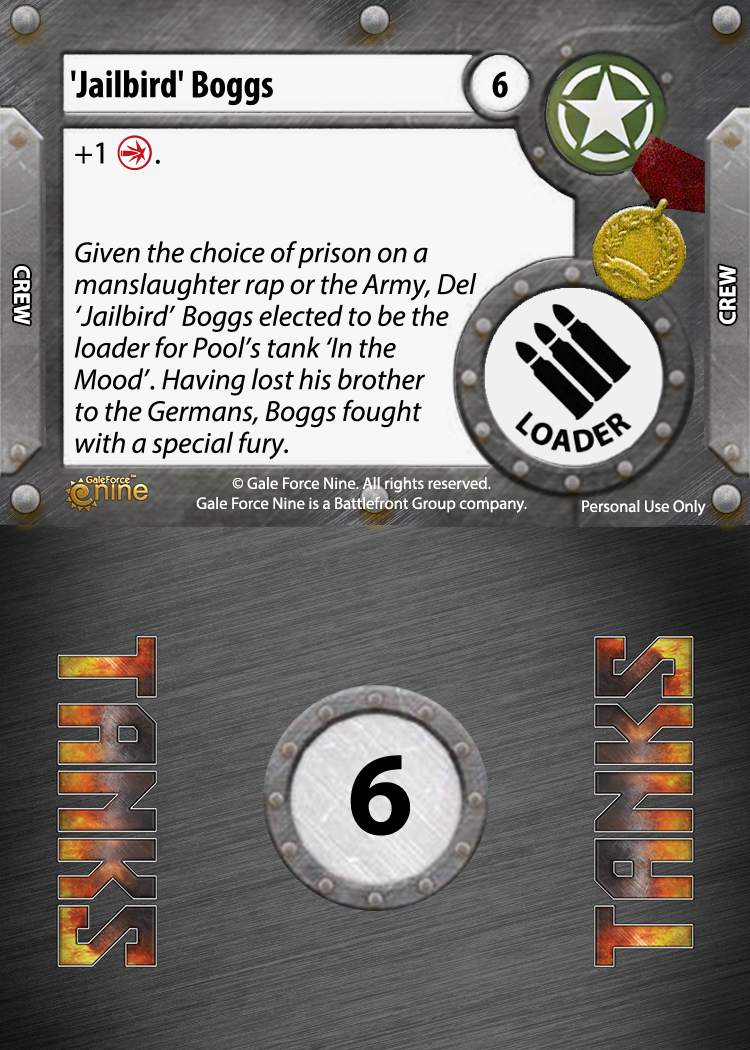 'Jailbird' Boggs
6
+1 .
Given the choice of prison on a
manslaughter rap or the Army, Del
‘Jailbird’ Boggs elected to be the
loader for Pool’s tank ‘In the
Mood’. Having lost his brother
to the Germans, Boggs fought
with a special fury.
CREW
CREW
LOADER
GaleForce™
nine
© Gale Force Nine. All rights reserved.
Gale Force Nine is a Battlefront Group company.
Personal Use Only
TANKS
6
TANKS